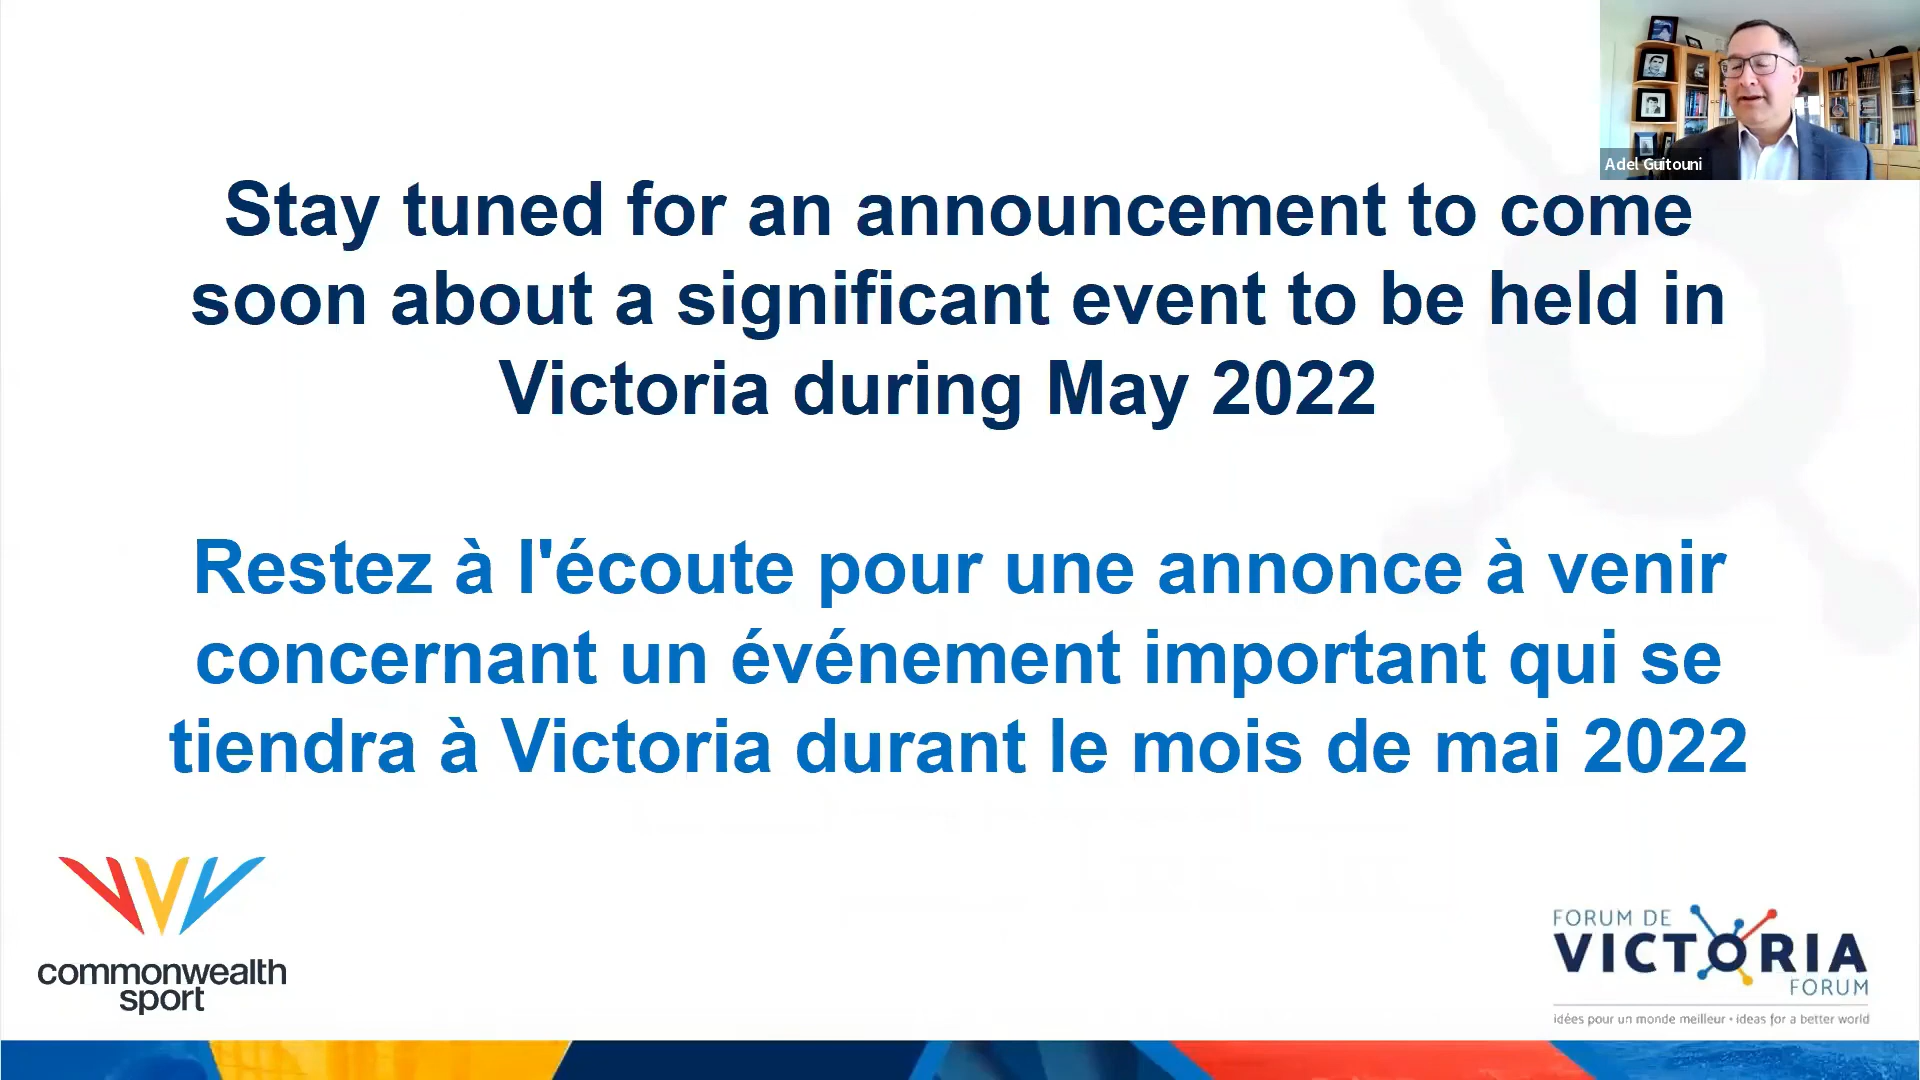 Adel Guitouni
Stay tuned for an announcement to come
soon about a significant event to be held in
Victoria during May 2022
Restez à l'écoute pour une annonce à venir
concernant un événement important qui se
tiendra à Victoria durant le mois de mai 2022
commonwealth
sport
FORUM DE
VICTORIA
FORUM
idées pour un monde meilleur • ideas for a better world